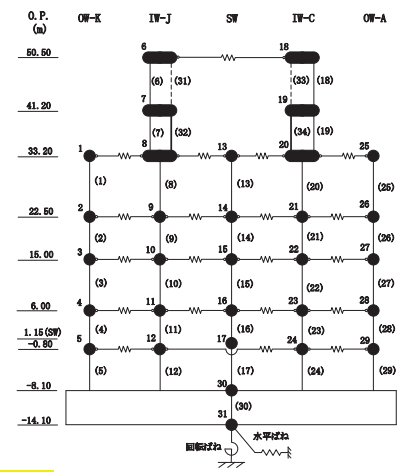 O.P. OW-K IW-J SW IW-C OW-A
(m)
50.50 6 18
(6) (31) (33) (18)
41.20 7 19
(7) (32) (34) (19)
33.20 1 8 13 20 25
(1) (8) (13) (20) (25)
22.50 2 9 14 21 26
(2) (9) (14) (21) (26)
15.00 3 10 15 22 27
(3) (10) (15) (22) (27)
6.00 4 11 16 23 28
(4) (11) (16) (23) (28)
1.15(SW) 17
-0.80 5 12 24 29
(5) (12) (17) (24) (29)
-8.10 30
(30)
-14.10 31
水平ばね
回転ばね